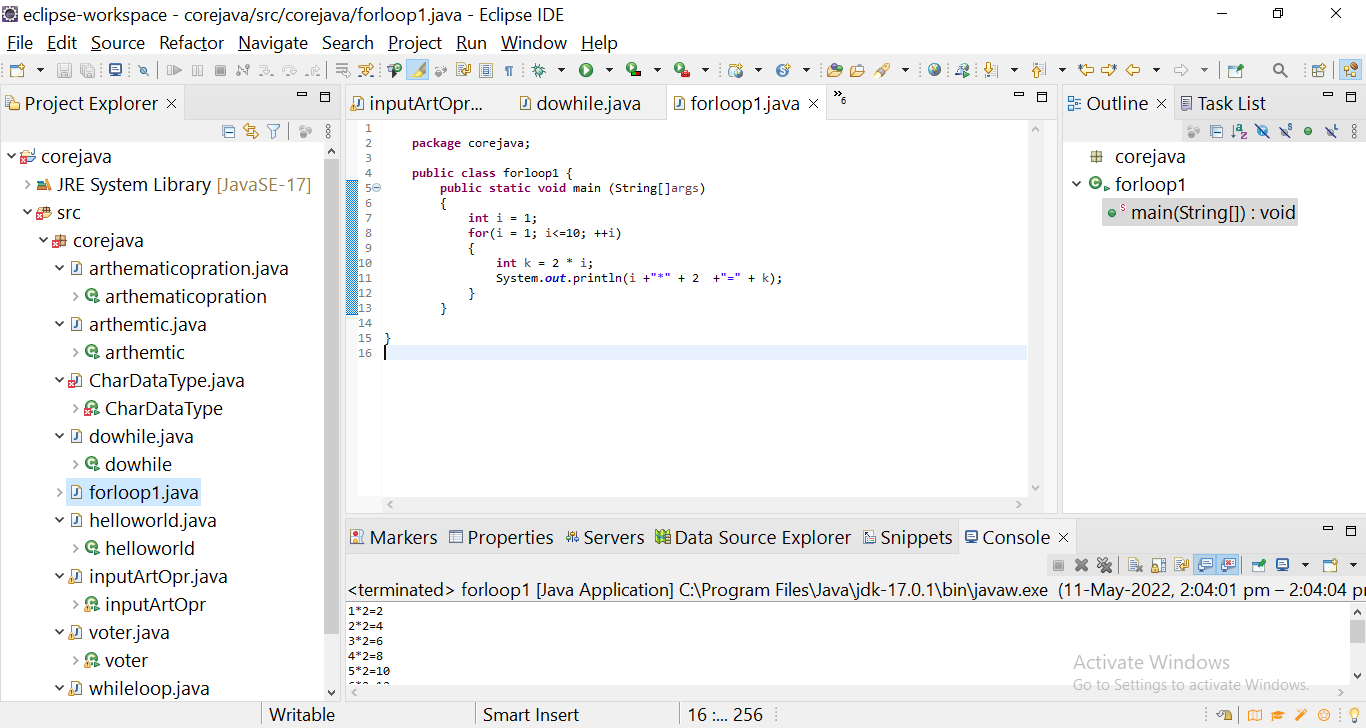 eclipse-workspace - corejava/src/corejava/forloop1.java - Eclipse IDE
File Edit Source Refactor Navigate Search Project Run Window Help
Project Explorer
corejava
JRE System Library [JavaSE-17]
src
corejava
arthematicopration.java
arthematicopration
arthemtic.java
arthemtic
CharDataType.java
CharDataType
dowhile.java
dowhile
forloop1.java
helloworld.java
helloworld
inputArtOpr.java
inputArtOpr
voter.java
voter
whileloop.java
inputArtOpr... dowhile.java forloop1.java »6
1
2 package corejava;
3
4 public class forloop1 {
5 public static void main (String[]args)
6 {
7 int i = 1;
8 for(i = 1; i<=10; ++i)
9 {
10 int k = 2 * i;
11 System.out.println(i +"*" + 2  +"=" + k);
12 }
13 }
14
15 }
16
Outline Task List
corejava
forloop1
main(String[]) : void
Markers Properties Servers Data Source Explorer Snippets Console
<terminated> forloop1 [Java Application] C:\Program Files\Java\jdk-17.0.1\bin\javaw.exe (11-May-2022, 2:04:01 pm – 2:04:04 pr
1*2=2
2*2=4
3*2=6
4*2=8
5*2=10
Activate Windows
Go to Settings to activate Windows.
Writable Smart Insert 16 :... 256